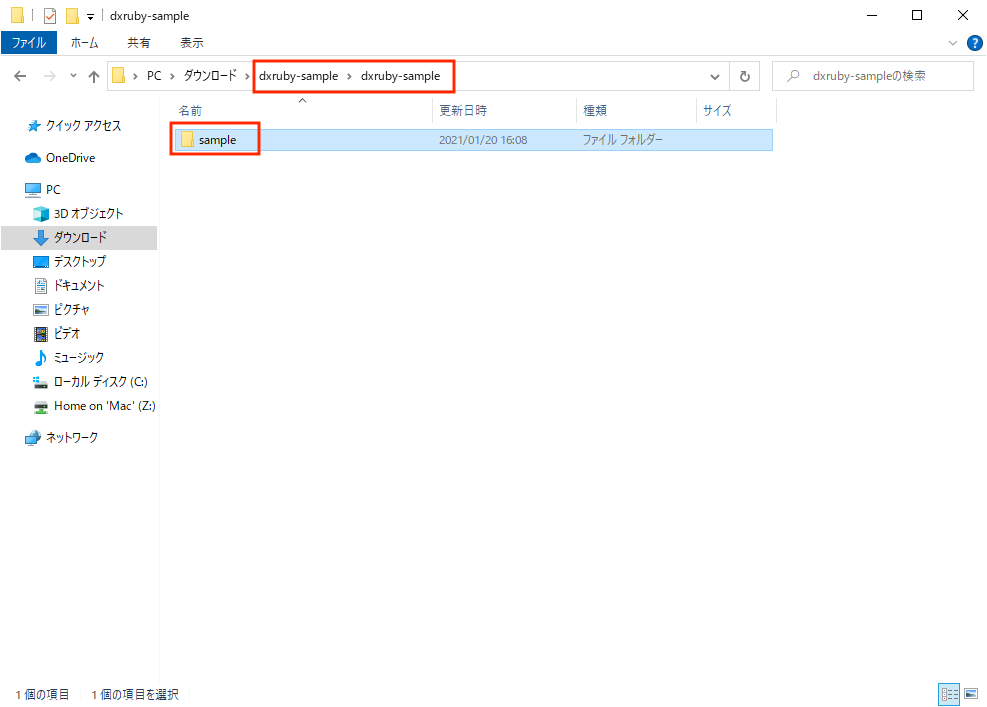 dxruby-sample
ファイル ホーム 共有 表示
PC ダウンロード dxruby-sample dxruby-sample dxruby-sampleの検索
名前 更新日時 種類 サイズ
sample 2021/01/20 16:08 ファイル フォルダー
クイック アクセス
OneDrive
PC
3D オブジェクト
ダウンロード
デスクトップ
ドキュメント
ピクチャ
ビデオ
ミュージック
ローカル ディスク (C:)
Home on 'Mac' (Z:)
ネットワーク
1 個の項目 1 個の項目を選択